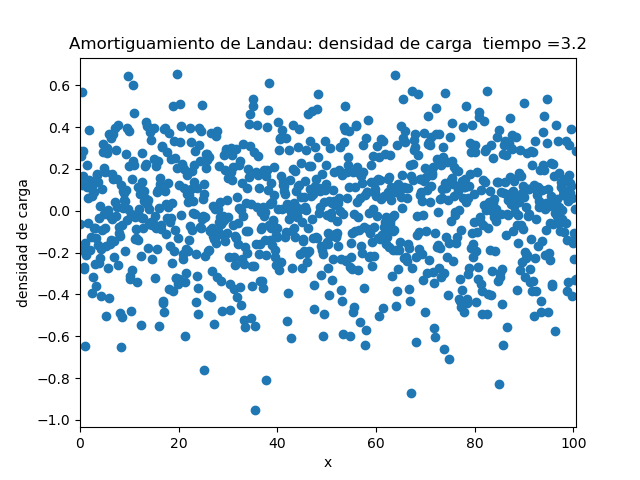 Amortiguamiento de Landau: densidad de carga  tiempo =3.2
densidad de carga
0.6
0.4
0.2
0.0
−0.2
−0.4
−0.6
−0.8
−1.0
0 20 40 60 80 100
x